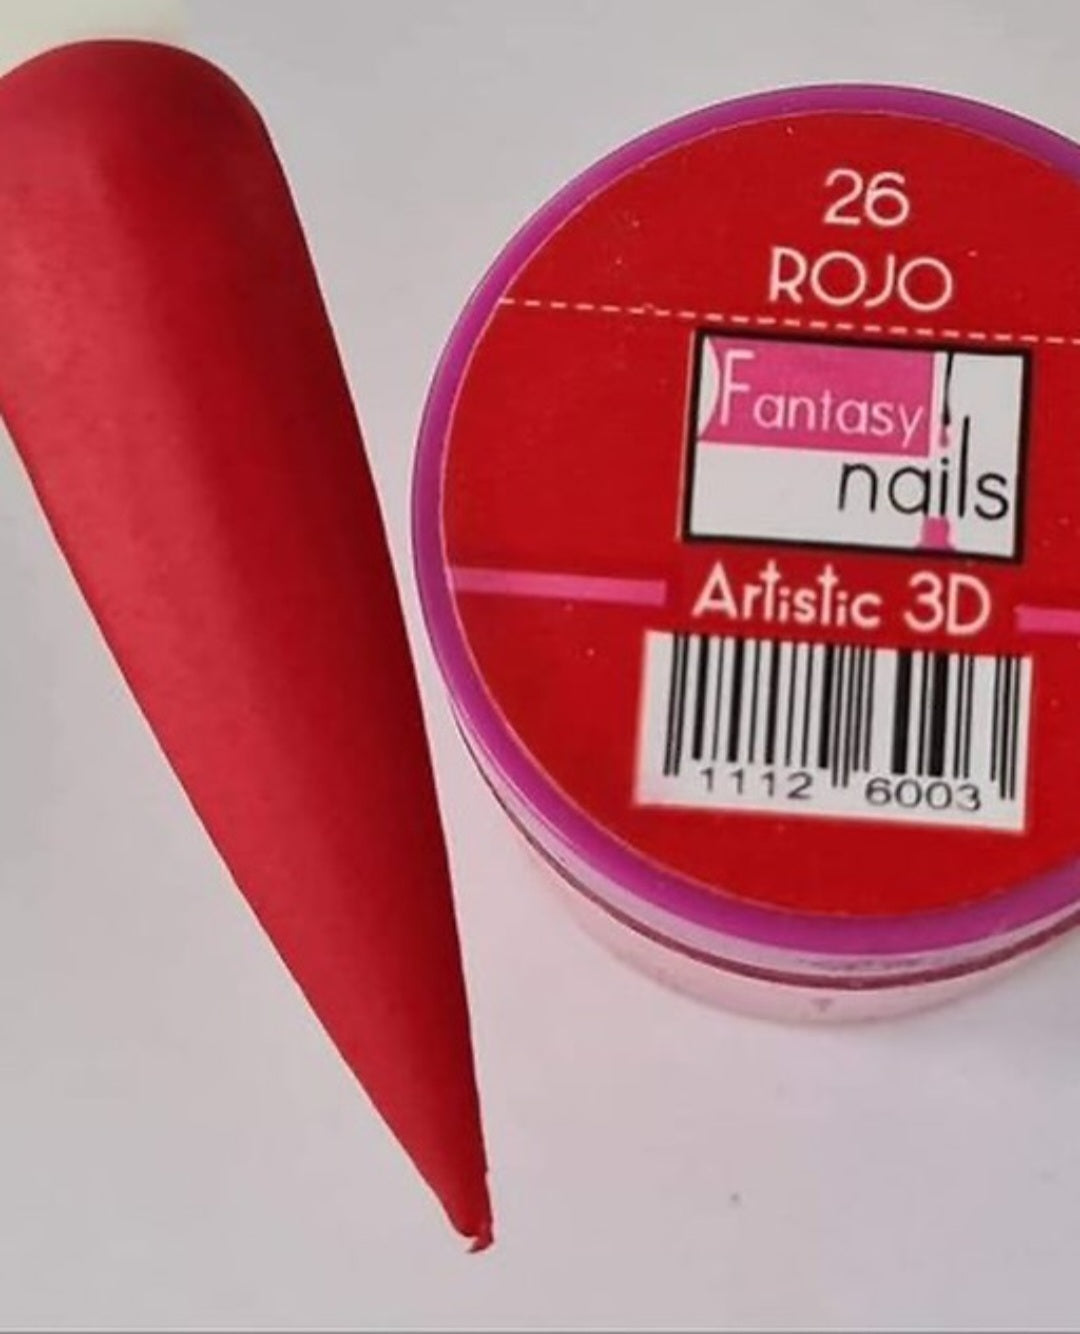 26
ROJO
Fantasy
nails
Artistic 3D
1112 6003